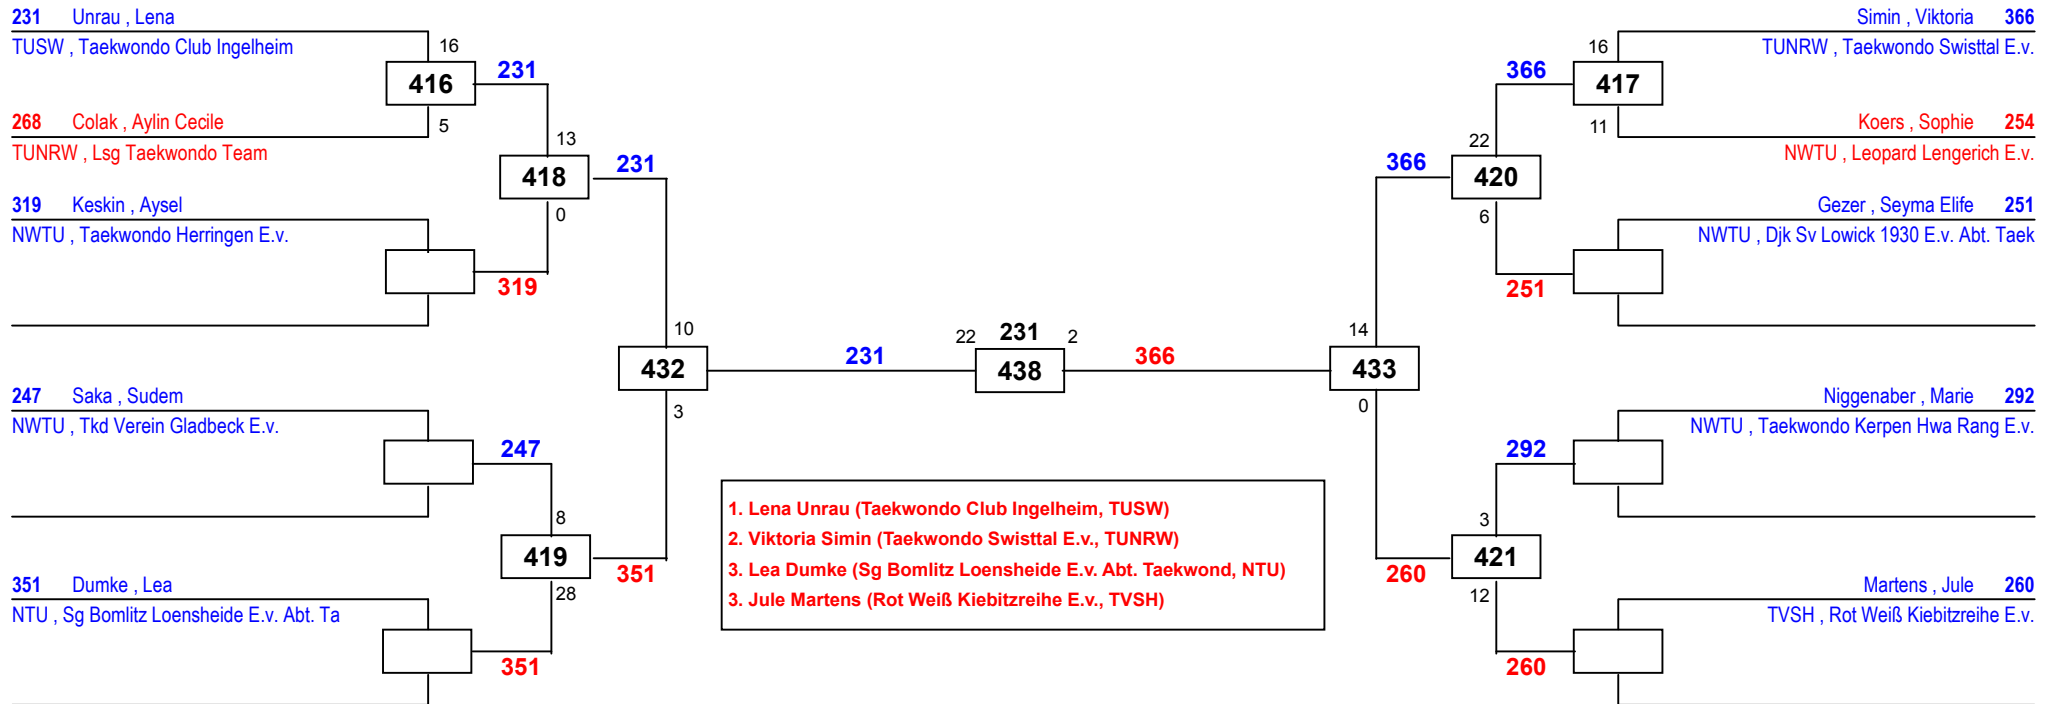 231 Unrau , Lena
TUSW , Taekwondo Club Ingelheim
16
416
231
5
268 Colak , Aylin Cecile
TUNRW , Lsg Taekwondo Team
13
418
231
0
319 Keskin , Aysel
NWTU , Taekwondo Herringen E.v.
319
10
432
231
3
247 Saka , Sudem
NWTU , Tkd Verein Gladbeck E.v.
247
8
419
351
28
351 Dumke , Lea
NTU , Sg Bomlitz Loensheide E.v. Abt. Ta
351
22 231 2
438
366
1. Lena Unrau (Taekwondo Club Ingelheim, TUSW)
2. Viktoria Simin (Taekwondo Swisttal E.v., TUNRW)
3. Lea Dumke (Sg Bomlitz Loensheide E.v. Abt. Taekwond, NTU)
3. Jule Martens (Rot Weiß Kiebitzreihe E.v., TVSH)
Simin , Viktoria 366
TUNRW , Taekwondo Swisttal E.v.
16
366
417
11
Koers , Sophie 254
NWTU , Leopard Lengerich E.v.
22
366
420
6
Gezer , Seyma Elife 251
NWTU , Djk Sv Lowick 1930 E.v. Abt. Taek
251
14
433
0
Niggenaber , Marie 292
NWTU , Taekwondo Kerpen Hwa Rang E.v.
292
3
421
260
12
Martens , Jule 260
TVSH , Rot Weiß Kiebitzreihe E.v.
260